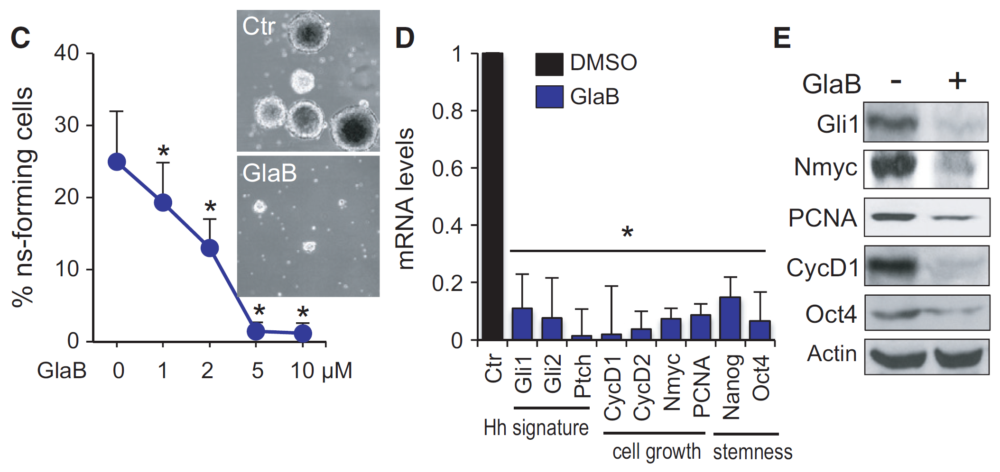 C
40
30
20
10
0
% ns-forming cells
GlaB 0 1 2 5 10 µM
*
*
*
*
Ctr
GlaB
D
1
0.8
0.6
0.4
0.2
0
mRNA levels
DMSO
GlaB
*
Ctr
Gli1
Gli2
Ptch
CycD1
CycD2
Nmyc
PCNA
Nanog
Oct4
Hh signature
cell growth
stemness
E
GlaB - +
Gli1
Nmyc
PCNA
CycD1
Oct4
Actin